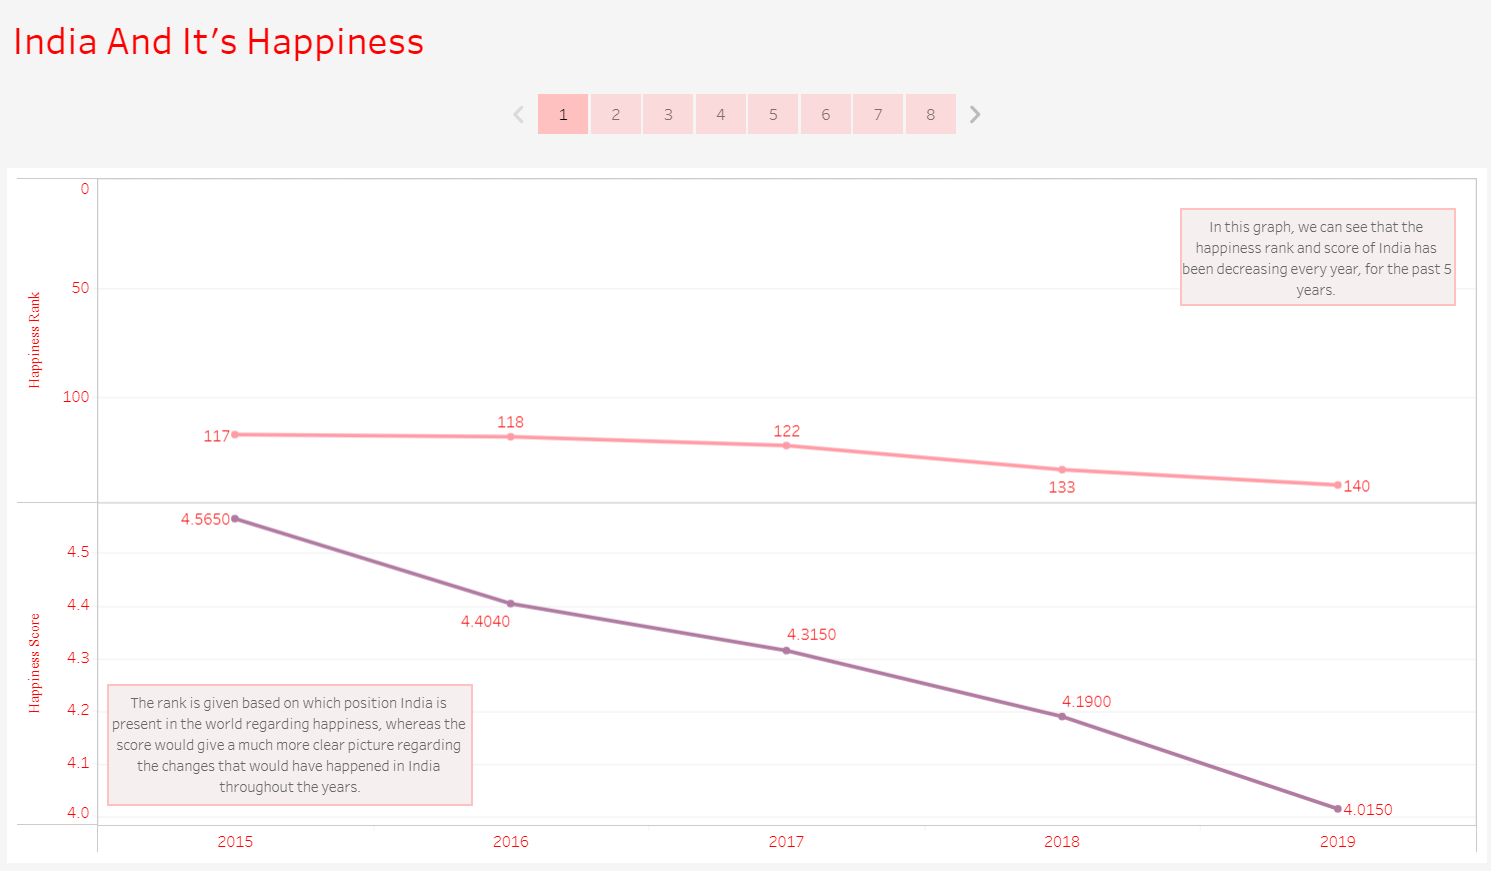 India And It’s Happiness
1 2 3 4 5 6 7 8
0
50
100
Happiness Rank
In this graph, we can see that the
happiness rank and score of India has
been decreasing every year, for the past 5
years.
117
118
122
133
140
4.5
4.4
4.3
4.2
4.1
4.0
Happiness Score
4.5650
4.4040
4.3150
4.1900
4.0150
The rank is given based on which position India is
present in the world regarding happiness, whereas the
score would give a much more clear picture regarding
the changes that would have happened in India
throughout the years.
2015 2016 2017 2018 2019